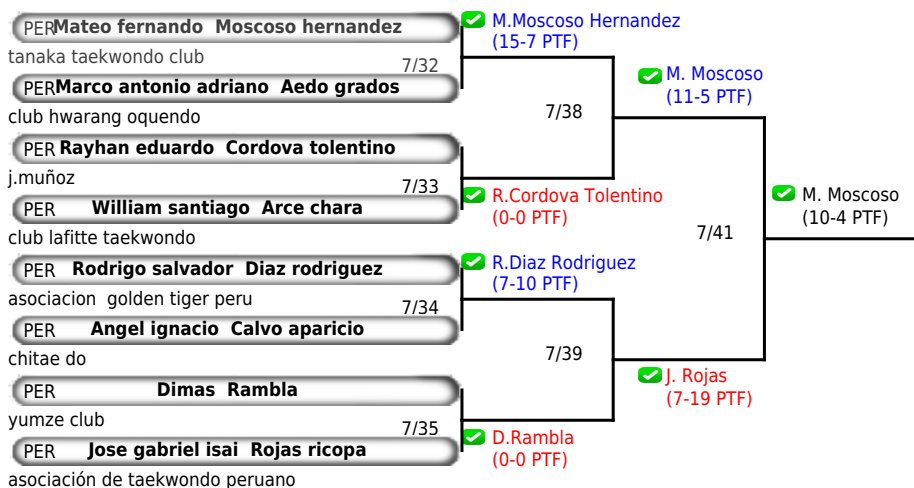 PER Mateo fernando Moscoso hernandez
tanaka taekwondo club
7/32
PER Marco antonio adriano Aedo grados
club hwarang oquendo
PER Rayhan eduardo Cordova tolentino
j.muñoz
7/33
PER William santiago Arce chara
club lafitte taekwondo
PER Rodrigo salvador Diaz rodriguez
asociacion golden tiger peru
7/34
PER Angel ignacio Calvo aparicio
chitae do
PER Dimas Rambla
yumze club
7/35
PER Jose gabriel isai Rojas ricopa
asociación de taekwondo peruano
M.Moscoso Hernandez
(15-7 PTF)
7/38
R.Cordova Tolentino
(0-0 PTF)
R.Diaz Rodriguez
(7-10 PTF)
7/39
D.Rambla
(0-0 PTF)
M. Moscoso
(11-5 PTF)
7/41
J. Rojas
(7-19 PTF)
M. Moscoso
(10-4 PTF)